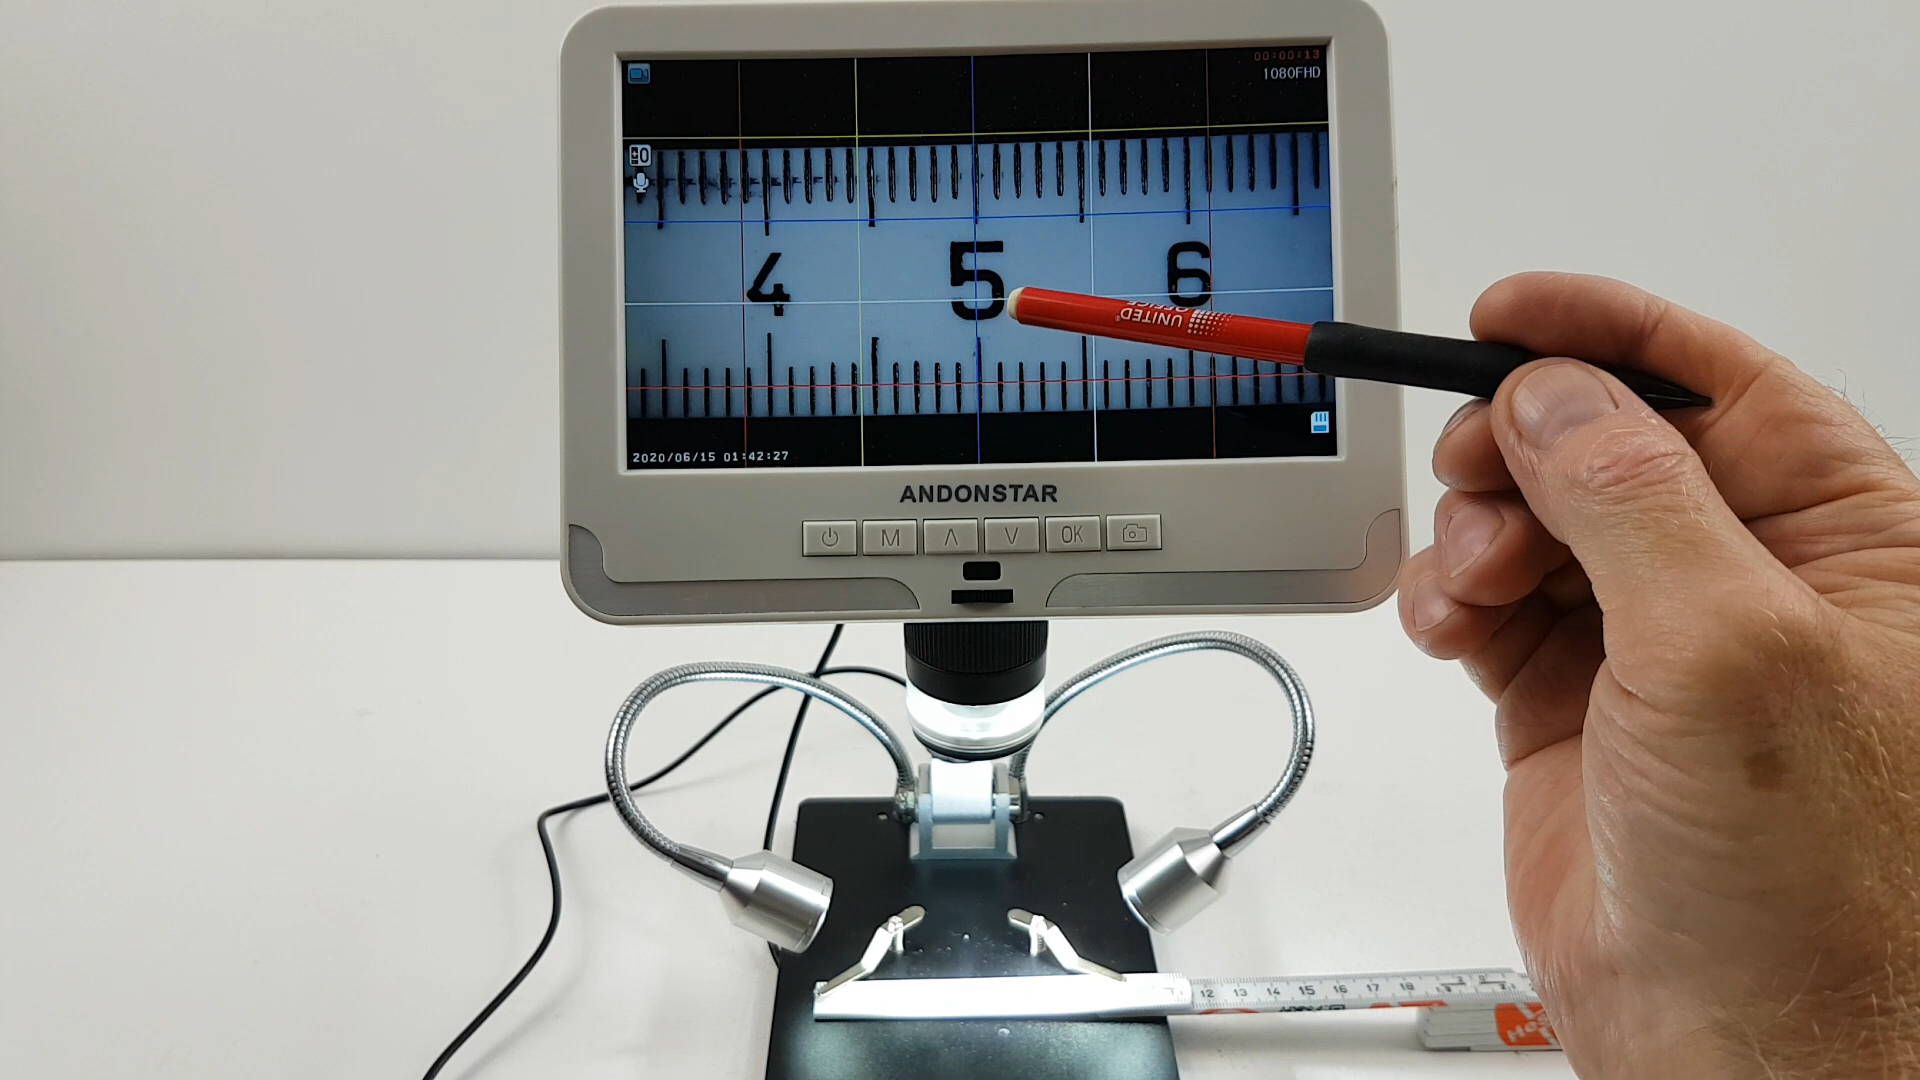 00:00:13
1080FHD
±0
4 5 6
UNITED®
OFFICE
2020/06/15 01:42:27
ANDONSTAR
M OK
12 13 14 15 16 17 18